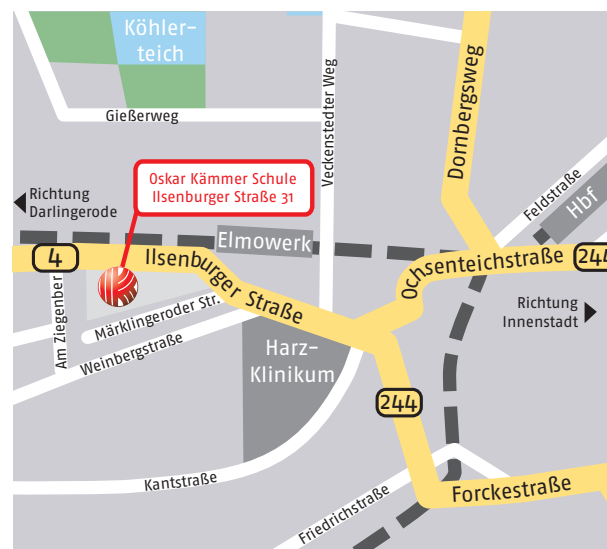 Köhler-
teich
Gießerweg
Veckenstedter Weg
Dornbergsweg
Oskar Kämmer Schule
Ilsenburger Straße 31
Richtung
Darlingerode
Feldstraße
Hbf
Elmowerk
4
Ilsenburger Straße
Ochsenteichstraße
244
Am Ziegenber
Märklingeroder Str.
Weinbergstraße
Richtung
Innenstadt
Harz-
Klinikum
244
Kantstraße
Friedrichstraße
Forckestraße